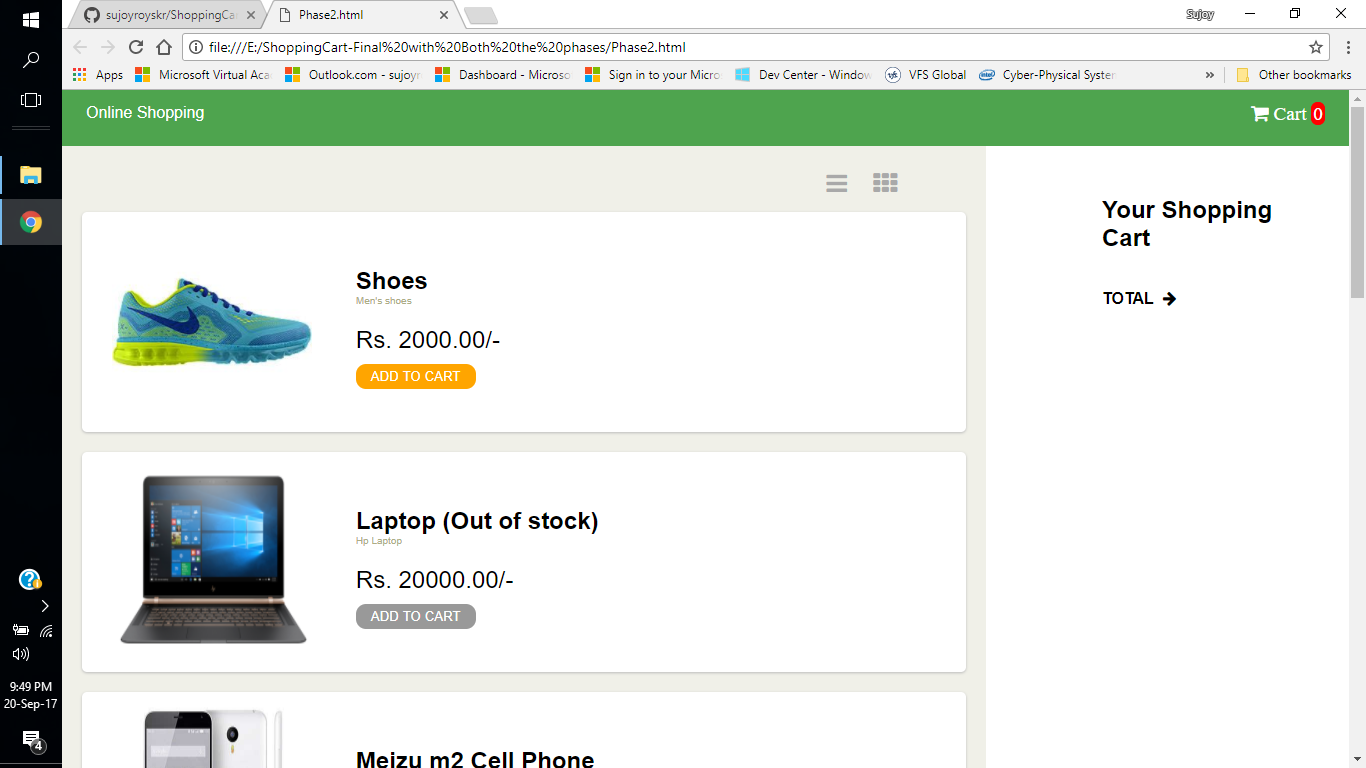 sujoyroyskr/ShoppingCa
Phase2.html
Sujoy
file:///E:/ShoppingCart-Final%20with%20Both%20the%20phases/Phase2.html
Apps
Microsoft Virtual Aca
Outlook.com - sujoyr
Dashboard - Microso
Sign in to your Micro
Dev Center - Window
VFS Global
Cyber-Physical System
»
Other bookmarks
Online Shopping
Cart 0
Your Shopping
Cart
TOTAL
Shoes
Men's shoes
Rs. 2000.00/-
ADD TO CART
Laptop (Out of stock)
Hp Laptop
Rs. 20000.00/-
ADD TO CART
Meizu m2 Cell Phone
9:49 PM
20-Sep-17
4